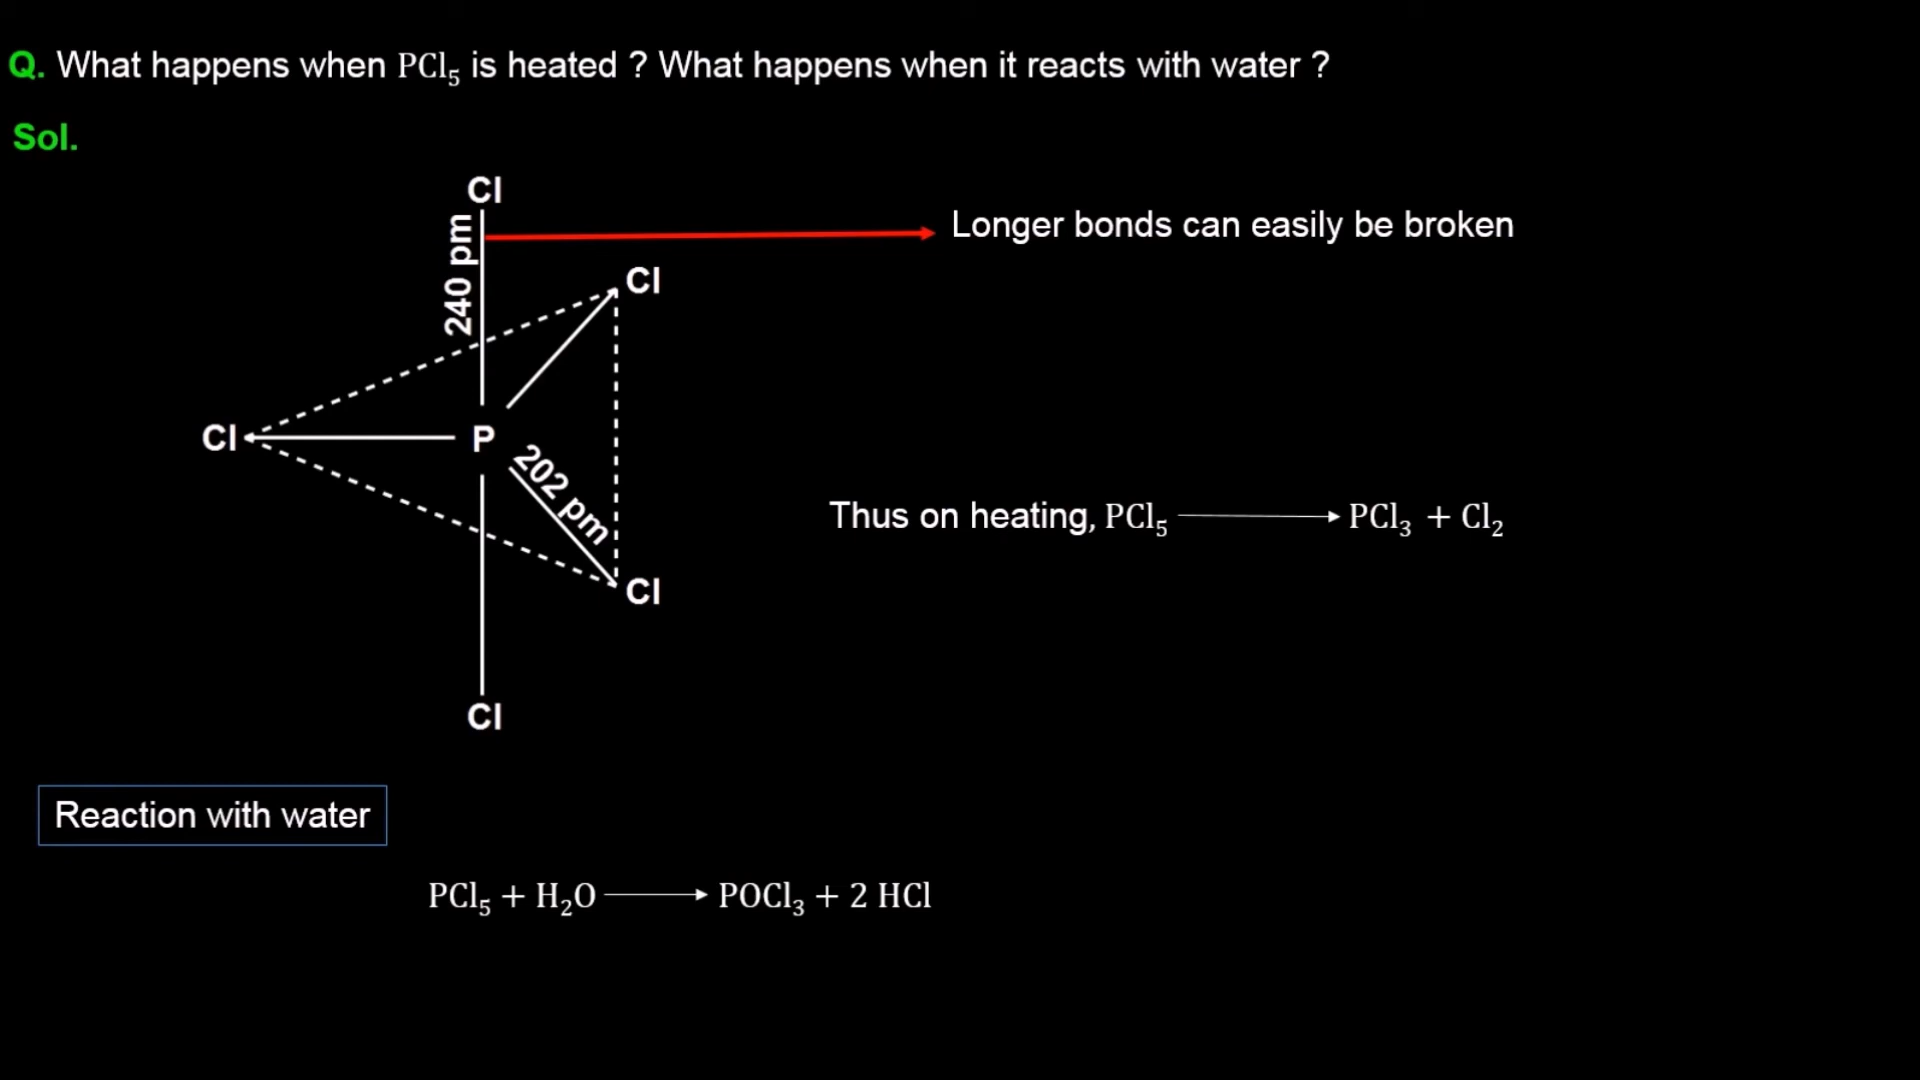 Q. What happens when PCl₅ is heated ? What happens when it reacts with water ?
Sol.
Cl
240 pm
Longer bonds can easily be broken
Cl
Cl
P
202 pm
Thus on heating, PCl₅ ⟶ PCl₃ + Cl₂
Cl
Cl
Reaction with water
PCl₅ + H₂O ⟶ POCl₃ + 2 HCl